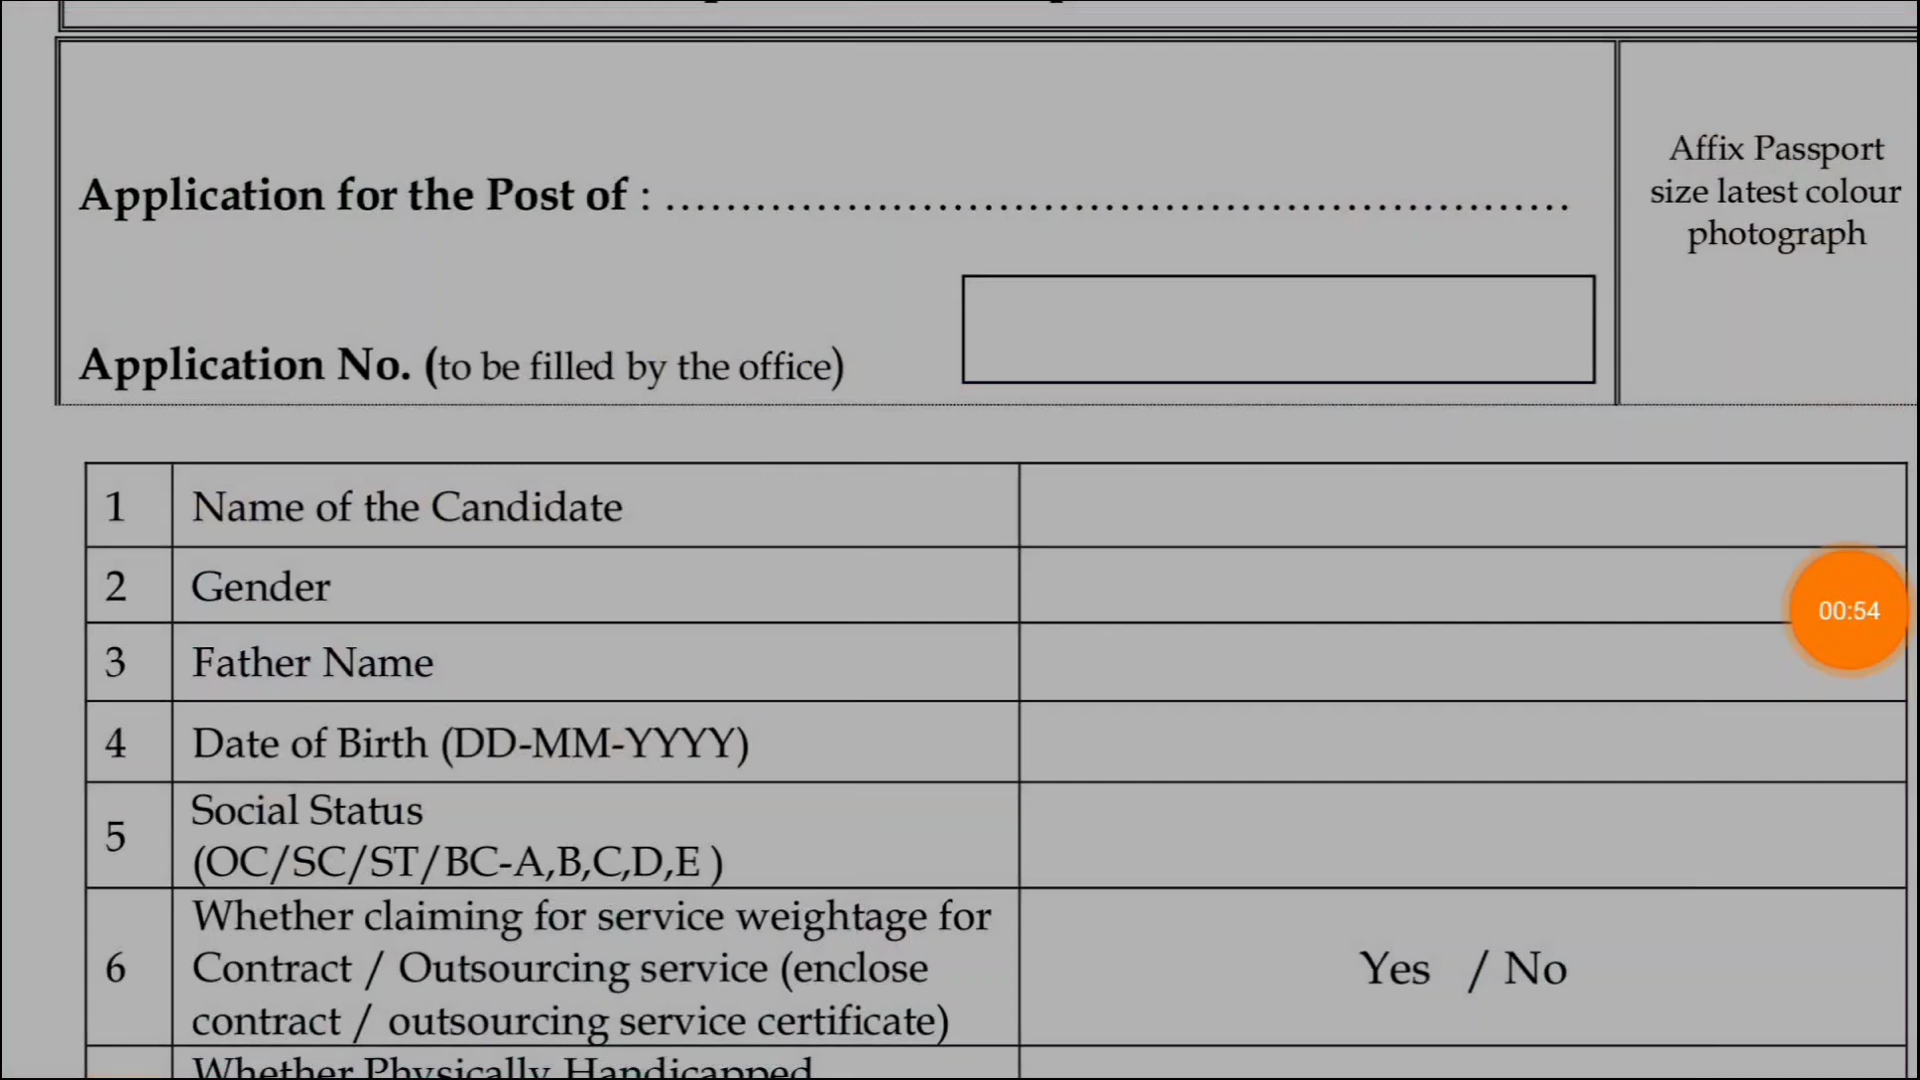 Application for the Post of : ............................................................
Affix Passport
size latest colour
photograph
Application No. (to be filled by the office)
1 Name of the Candidate
2 Gender
00:54
3 Father Name
4 Date of Birth (DD-MM-YYYY)
5 Social Status
(OC/SC/ST/BC-A,B,C,D,E )
6 Whether claiming for service weightage for
Contract / Outsourcing service (enclose
contract / outsourcing service certificate)
Yes / No
Whether Physically Handicapped